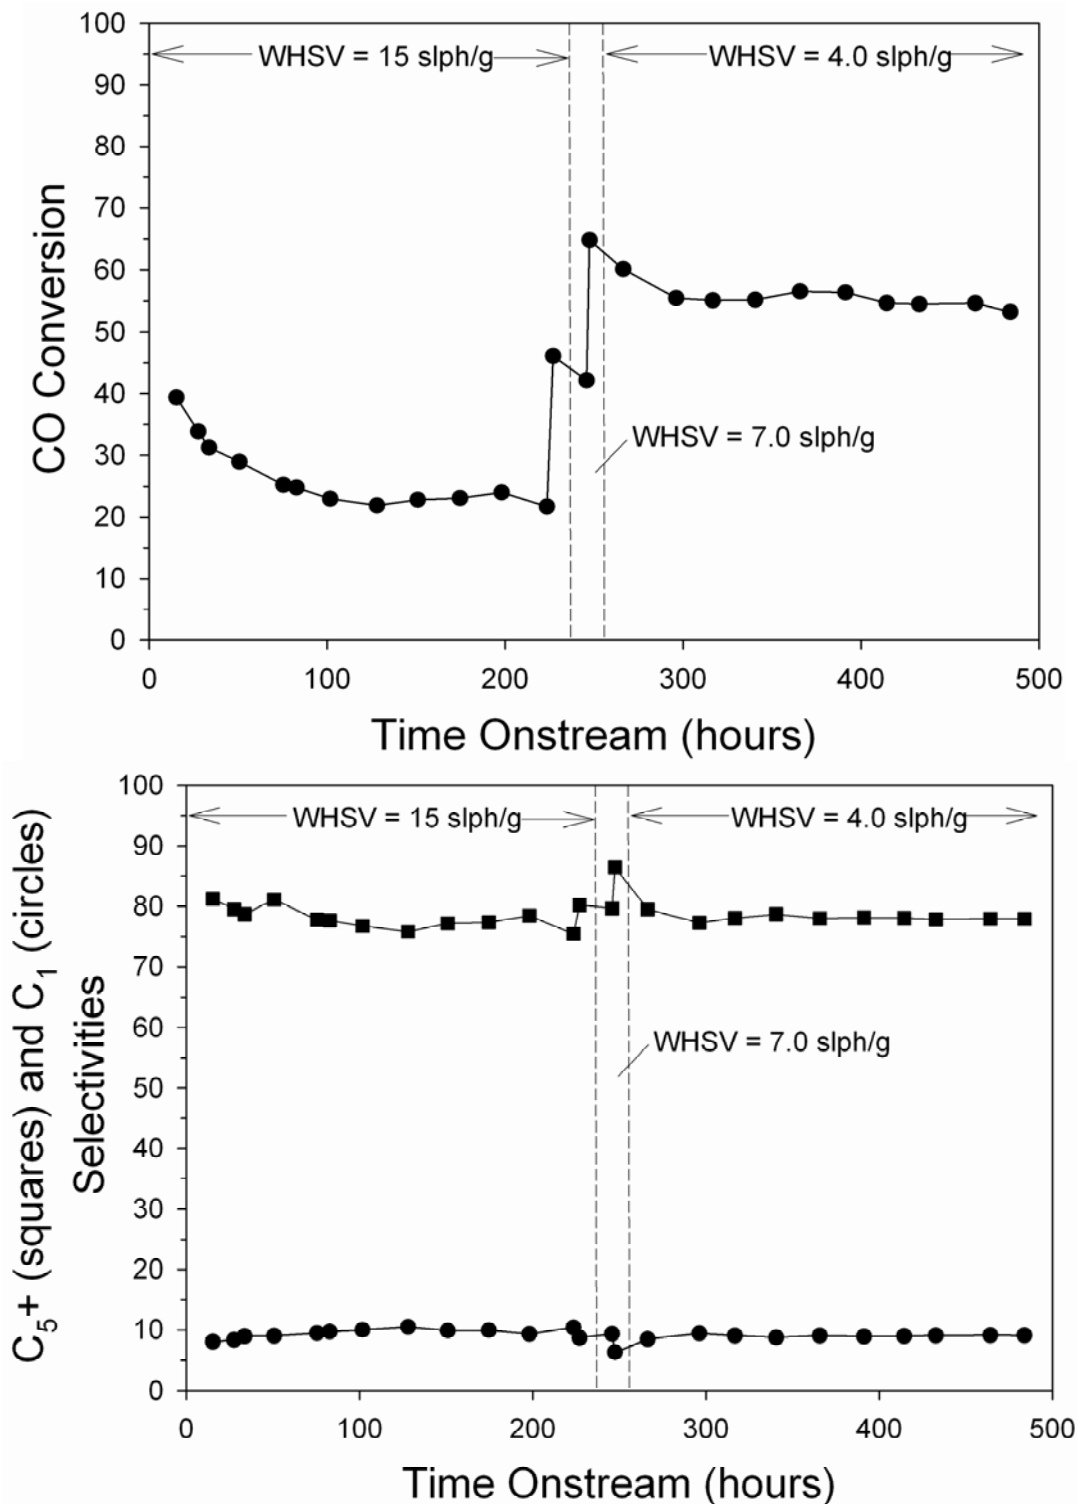 100
90
80
70
60
50
40
30
20
10
0
WHSV = 15 slph/g
WHSV = 4.0 slph/g
WHSV = 7.0 slph/g
CO Conversion
0 100 200 300 400 500
Time Onstream (hours)
100
90
80
70
60
50
40
30
20
10
0
WHSV = 15 slph/g
WHSV = 4.0 slph/g
WHSV = 7.0 slph/g
C5+ (squares) and C1 (circles)
Selectivities
0 100 200 300 400 500
Time Onstream (hours)